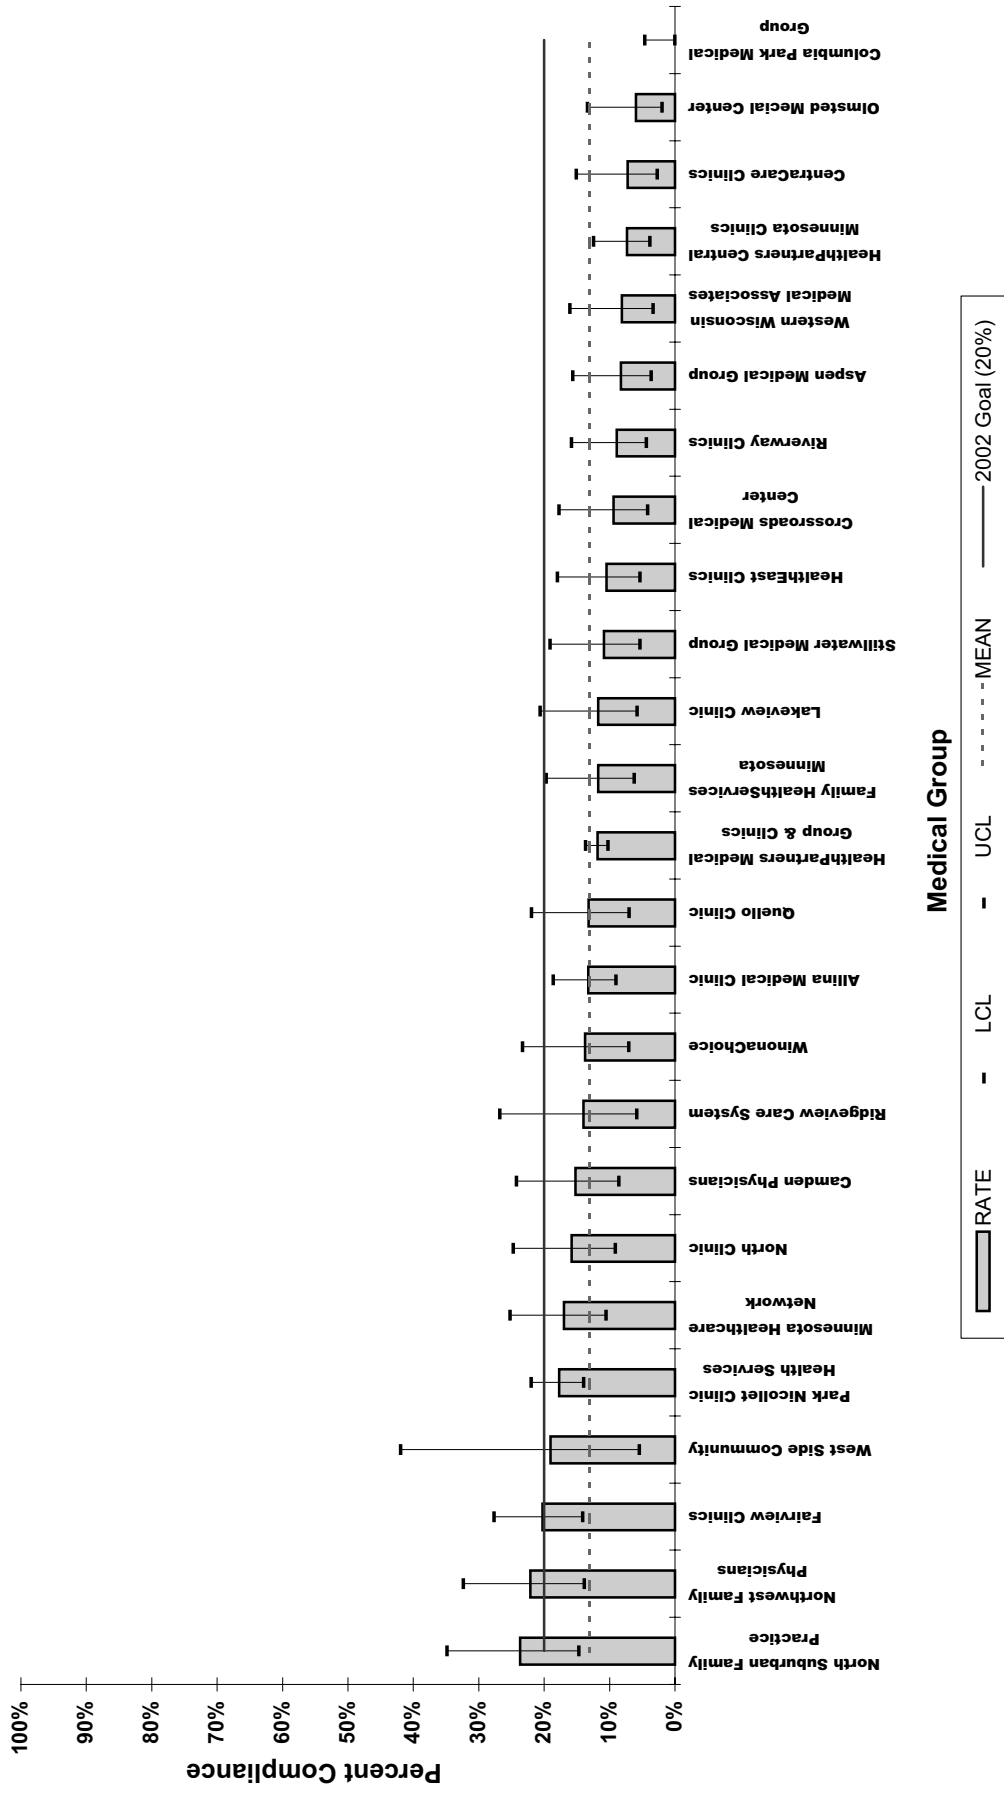 Percent Compliance
100%
90%
80%
70%
60%
50%
40%
30%
20%
10%
0%
North Suburban Family
Practice
Northwest Family
Physicians
Fairview Clinics
West Side Community
Park Nicollet Clinic
Health Services
Minnesota Healthcare
Network
North Clinic
Camden Physicians
Ridgeview Care System
WinonaChoice
Allina Medical Clinic
Quello Clinic
HealthPartners Medical
Group & Clinics
Family HealthServices
Minnesota
Lakeview Clinic
Stillwater Medical Group
HealthEast Clinics
Crossroads Medical
Center
Riverway Clinics
Aspen Medical Group
Western Wisconsin
Medical Associates
HealthPartners Central
Minnesota Clinics
CentraCare Clinics
Olmsted Mecial Center
Columbia Park Medical
Group
Medical Group
RATE
LCL
UCL
MEAN
2002 Goal (20%)